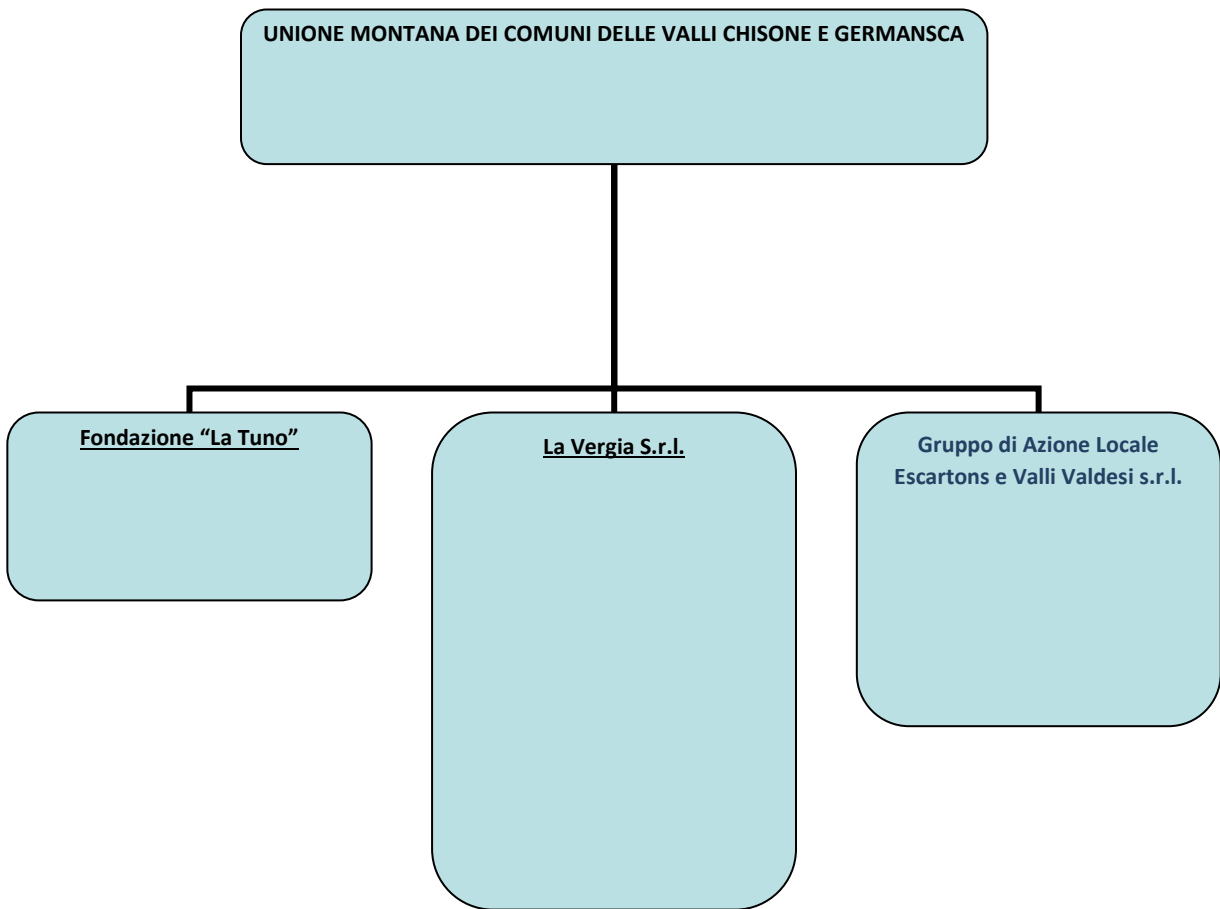 UNIONE MONTANA DEI COMUNI DELLE VALLI CHISONE E GERMANSCA
Fondazione “La Tuno”
La Vergia S.r.l.
Gruppo di Azione Locale
Escartons e Valli Valdesi s.r.l.